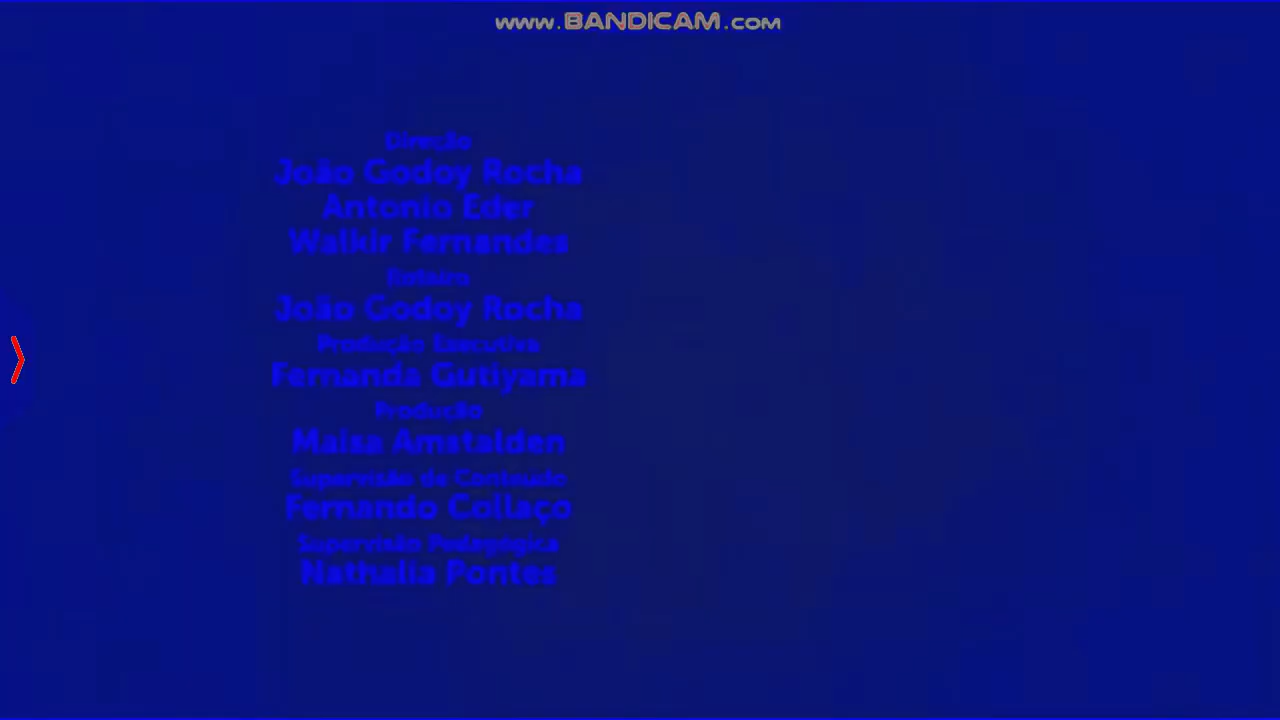 www.BANDICAM.com
Direção
João Godoy Rocha
Antonio Eder
Walkir Fernandes
Roteiro
João Godoy Rocha
Produção Executiva
Fernanda Gutiyama
Produção
Maisa Amstalden
Supervisão de Conteúdo
Fernando Collaço
Supervisão Pedagógica
Nathalia Pontes